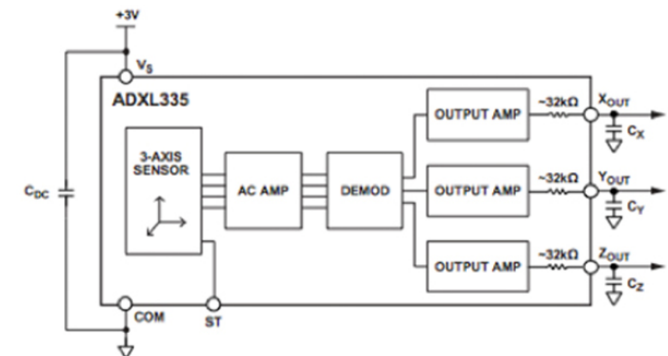 +3V
VS
ADXL335
3-AXIS
SENSOR
AC AMP
DEMOD
OUTPUT AMP
~32kΩ
XOUT
CX
OUTPUT AMP
~32kΩ
YOUT
CY
OUTPUT AMP
~32kΩ
ZOUT
CZ
CDC
COM
ST